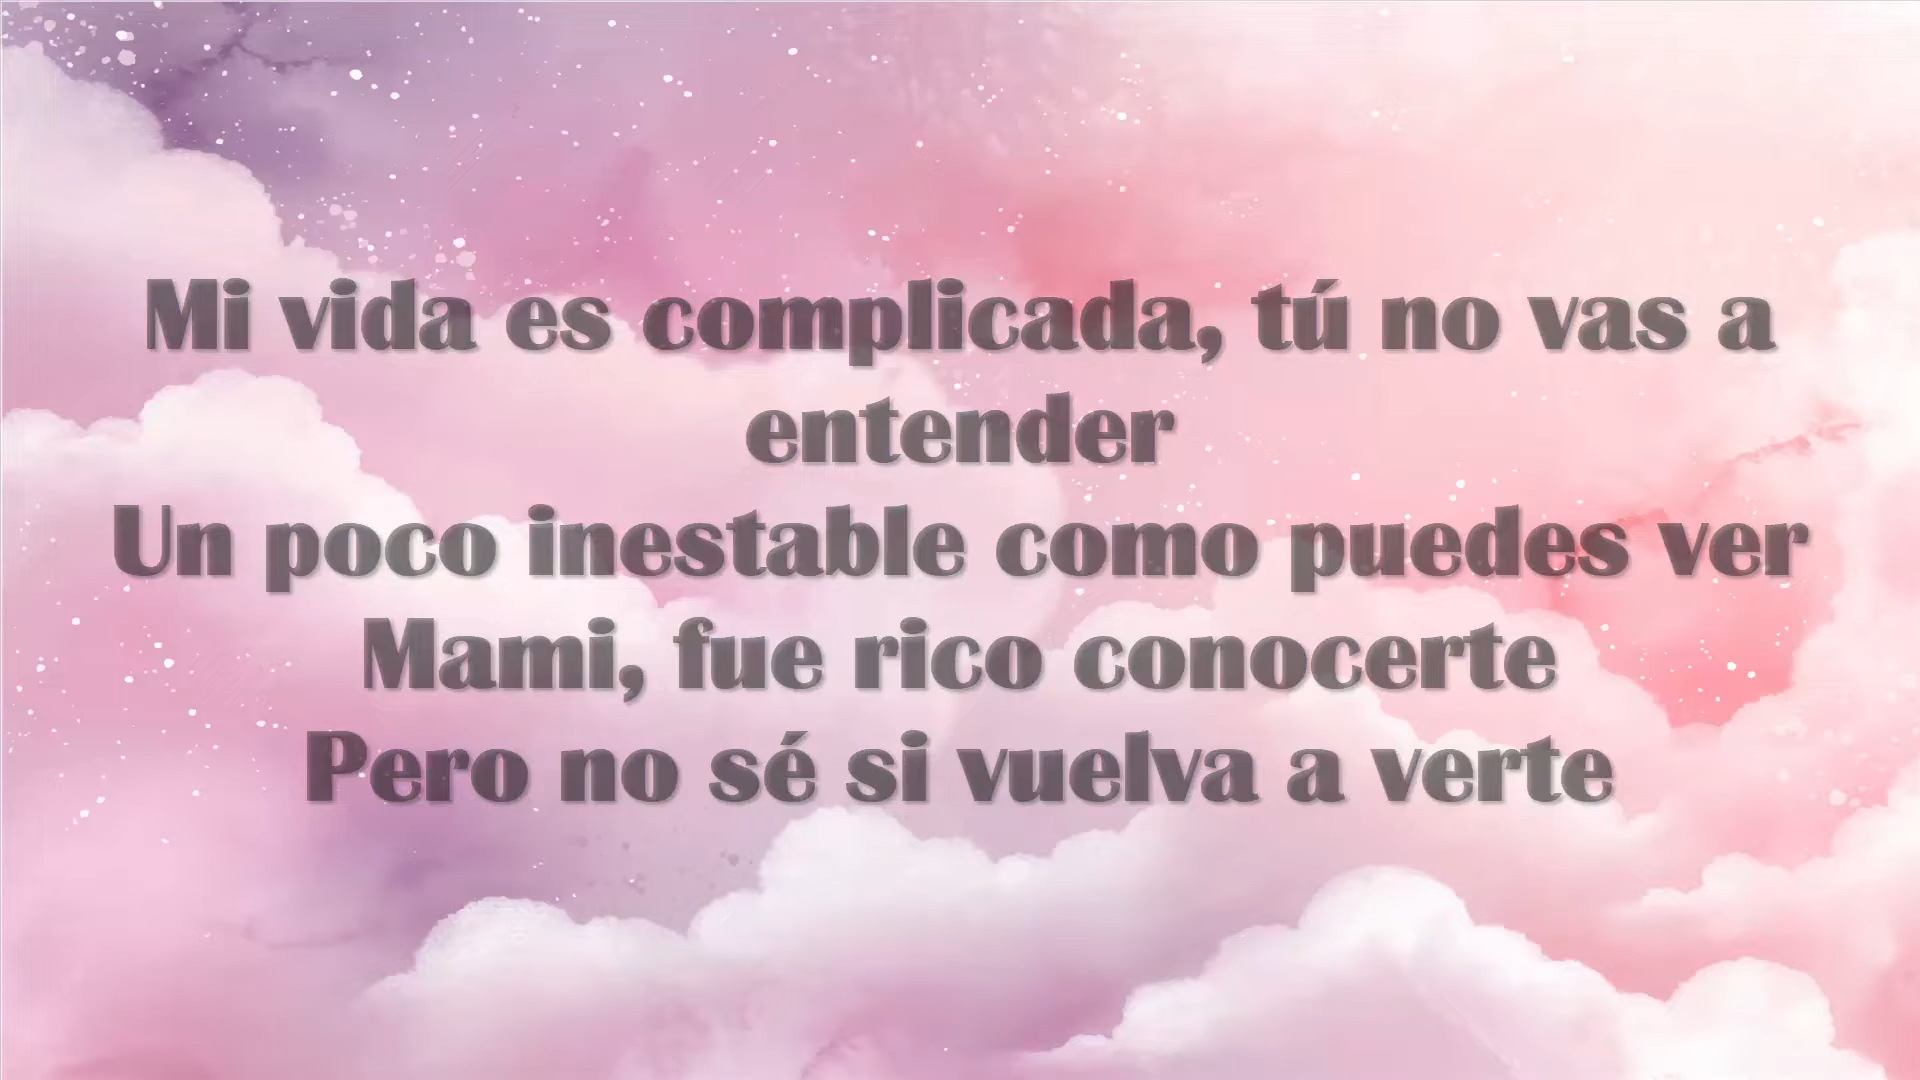 Mi vida es complicada, tú no vas a
entender
Un poco inestable como puedes ver
Mami, fue rico conocerte
Pero no sé si vuelva a verte